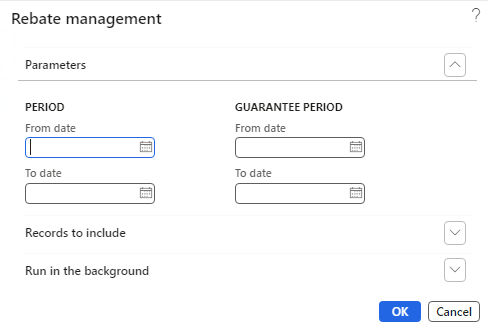 Rebate management
?
Parameters
PERIOD
From date
To date
GUARANTEE PERIOD
From date
To date
Records to include
Run in the background
OK
Cancel